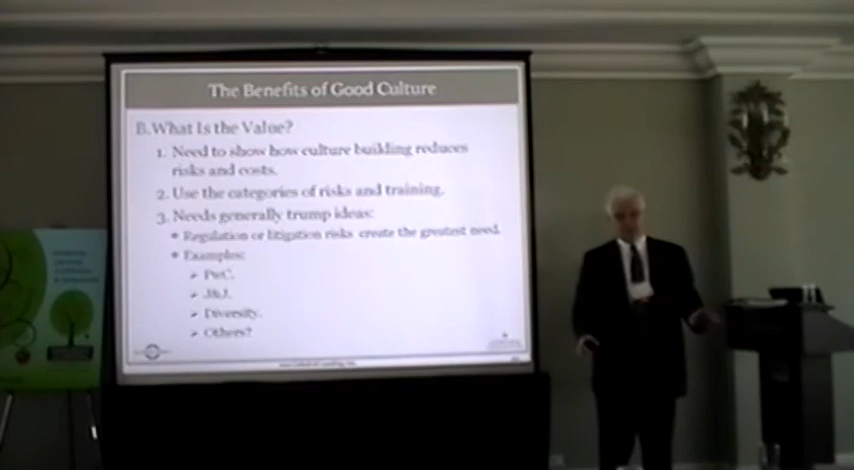 The Benefits of Good Culture
B. What Is the Value?
1. Need to show how culture building reduces
risks and costs.
2. Use the categories of risks and training.
3. Needs generally trump ideas:
• Regulation or litigation risks create the greatest need.
• Examples:
➢ PwC.
➢ J&J.
➢ Diversity.
➢ Others?